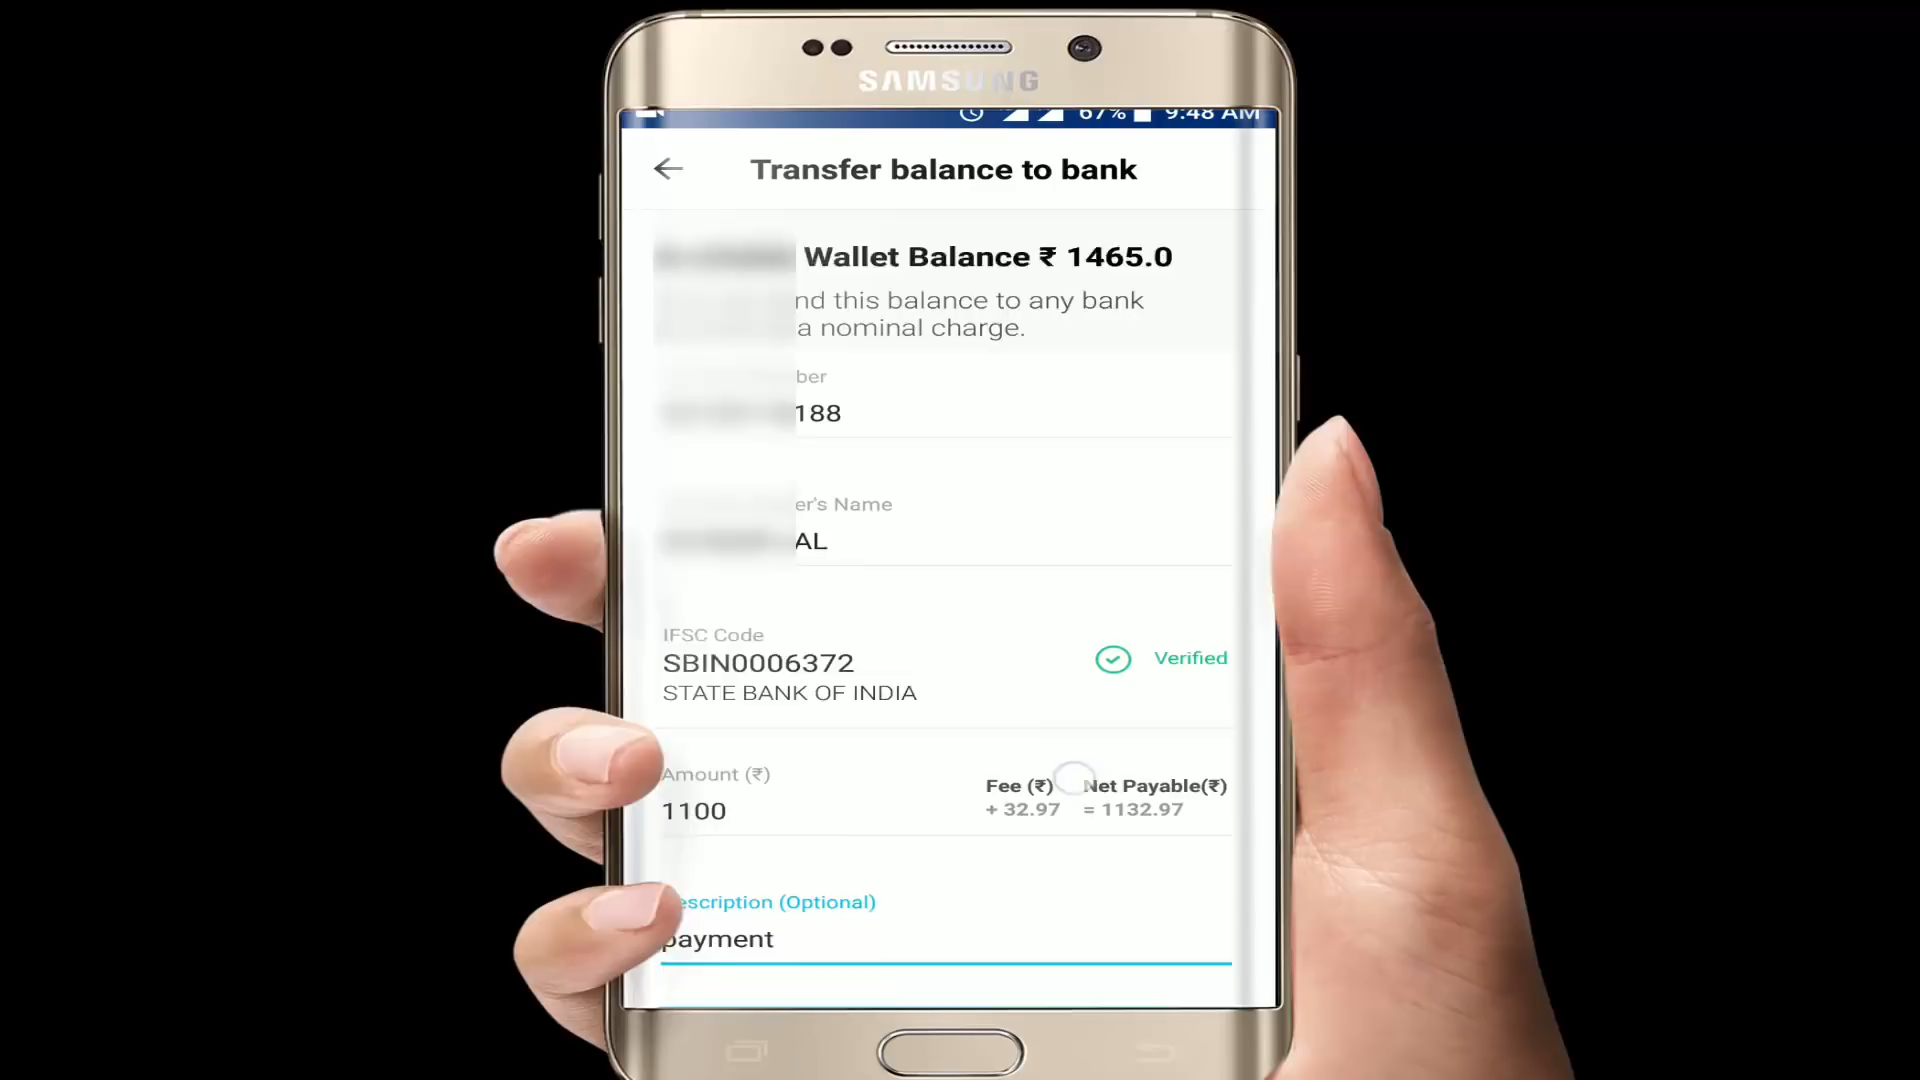 SAMSUNG
67% 9:48 AM
Transfer balance to bank
Wallet Balance ₹ 1465.0
nd this balance to any bank
a nominal charge.
ber
188
er's Name
AL
IFSC Code
SBIN0006372
Verified
STATE BANK OF INDIA
Amount (₹)
Fee (₹) Net Payable(₹)
1100
+ 32.97 = 1132.97
escription (Optional)
payment